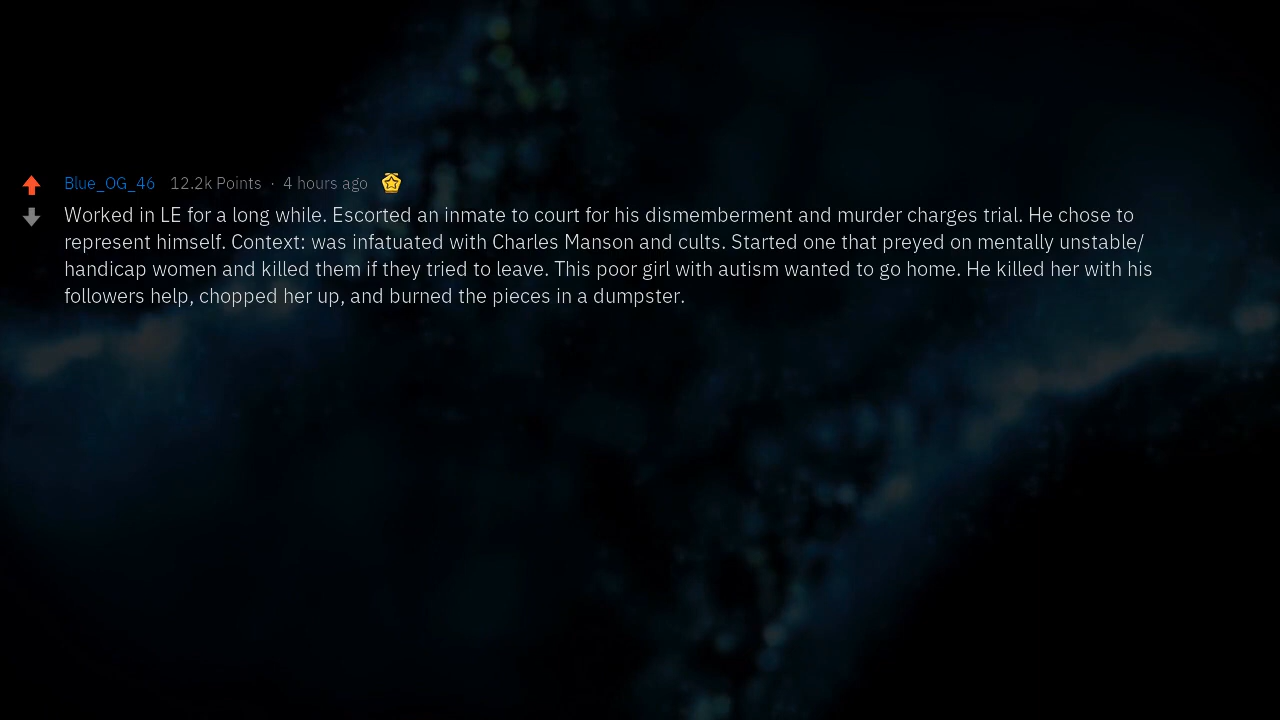 Blue_OG_46 12.2k Points · 4 hours ago
Worked in LE for a long while. Escorted an inmate to court for his dismemberment and murder charges trial. He chose to
represent himself. Context: was infatuated with Charles Manson and cults. Started one that preyed on mentally unstable/
handicap women and killed them if they tried to leave. This poor girl with autism wanted to go home. He killed her with his
followers help, chopped her up, and burned the pieces in a dumpster.